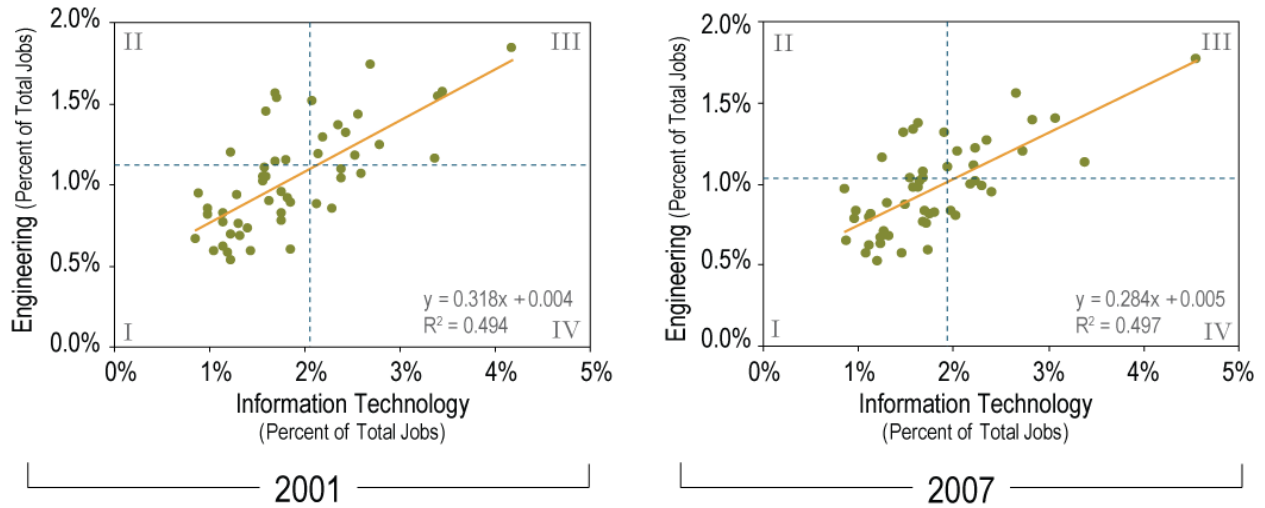 Engineering (Percent of Total Jobs)
2.0%
1.5%
1.0%
0.5%
0.0%
II
III
I
IV
y = 0.318x + 0.004
R² = 0.494
0%
1%
2%
3%
4%
5%
Information Technology
(Percent of Total Jobs)
2001
Engineering (Percent of Total Jobs)
2.0%
1.5%
1.0%
0.5%
0.0%
II
III
I
IV
y = 0.284x + 0.005
R² = 0.497
0%
1%
2%
3%
4%
5%
Information Technology
(Percent of Total Jobs)
2007